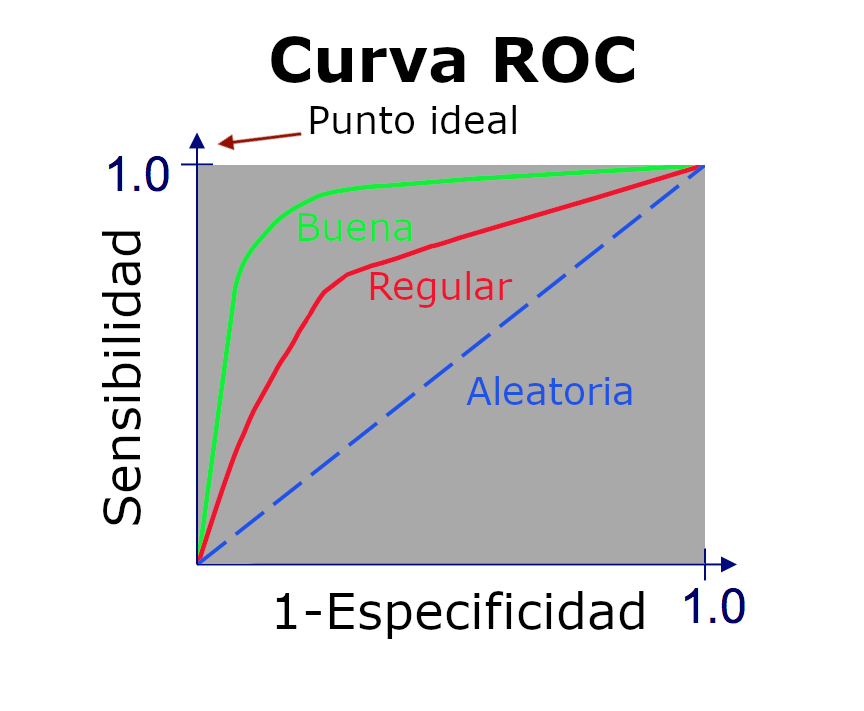 Curva ROC
Punto ideal
1.0
Buena
Regular
Aleatoria
Sensibilidad
1-Especificidad
1.0